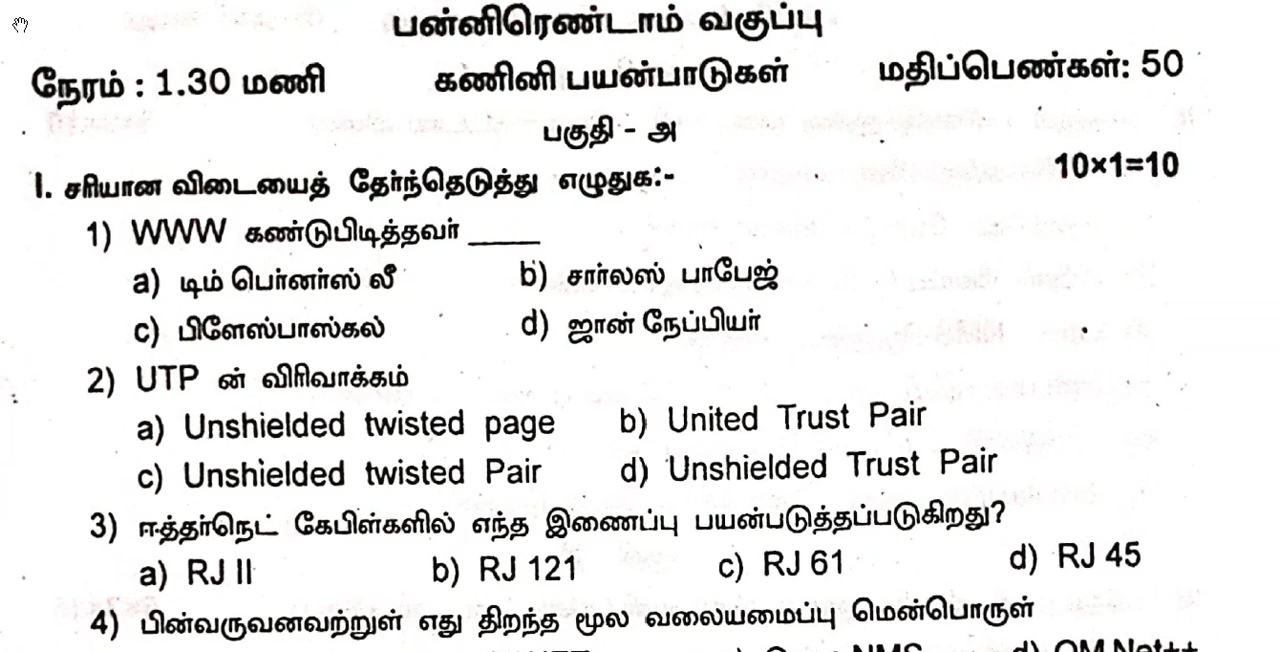 பன்னிரெண்டாம் வகுப்பு
நேரம் : 1.30 மணி கணினி பயன்பாடுகள் மதிப்பெண்கள்: 50
பகுதி - அ
I. சரியான விடையைத் தேர்ந்தெடுத்து எழுதுக:- 10×1=10
1) WWW கண்டுபிடித்தவர் _____
a) டிம் பெர்னர்ஸ் லீ b) சார்லஸ் பாபேஜ்
c) பிளேஸ்பாஸ்கல் d) ஜான் நேப்பியர்
2) UTP ன் விரிவாக்கம்
a) Unshielded twisted page b) United Trust Pair
c) Unshielded twisted Pair d) Unshielded Trust Pair
3) ஈத்தர்நெட் கேபிள்களில் எந்த இணைப்பு பயன்படுத்தப்படுகிறது?
a) RJ II b) RJ 121 c) RJ 61 d) RJ 45
4) பின்வருவனவற்றுள் எது திறந்த மூல வலையமைப்பு மென்பொருள்
NMS d) OM Net++